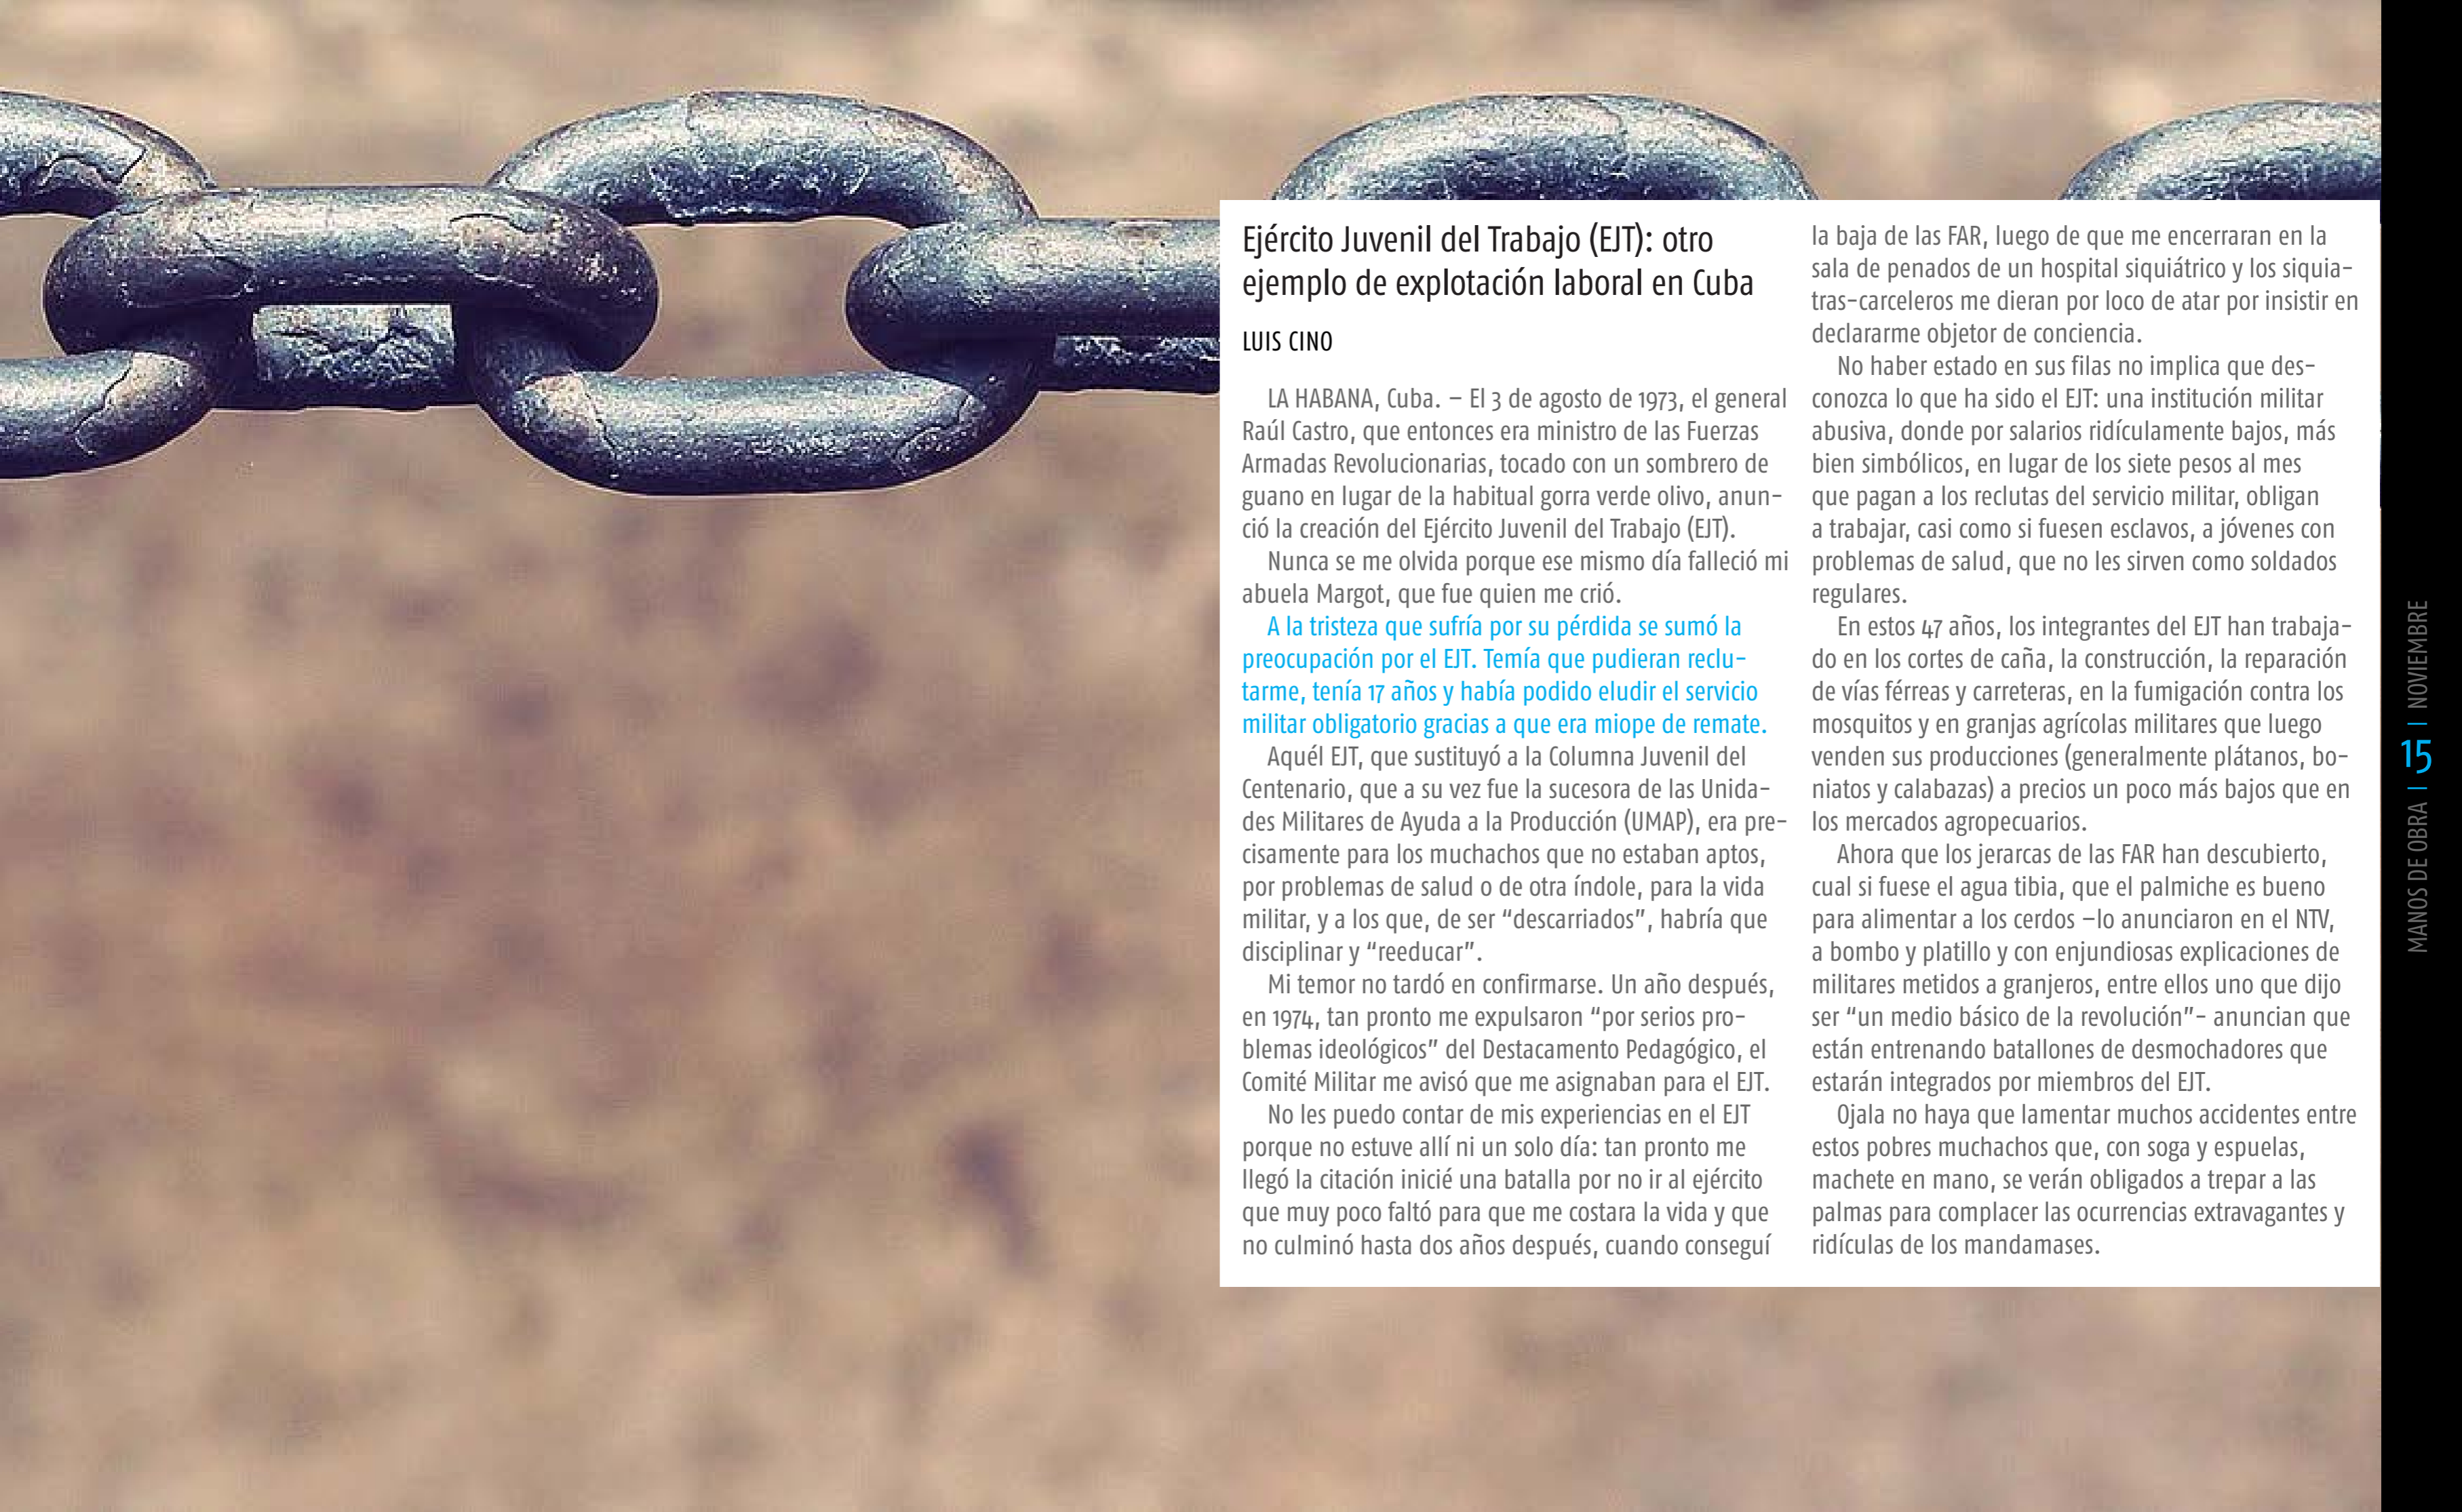 Ejército Juvenil del Trabajo (EJT): otro
ejemplo de explotación laboral en Cuba
LUIS CINO
LA HABANA, Cuba. – El 3 de agosto de 1973, el general
Raúl Castro, que entonces era ministro de las Fuerzas
Armadas Revolucionarias, tocado con un sombrero de
guano en lugar de la habitual gorra verde olivo, anun-
ció la creación del Ejército Juvenil del Trabajo (EJT).
Nunca se me olvida porque ese mismo día falleció mi
abuela Margot, que fue quien me crió.
A la tristeza que sufría por su pérdida se sumó la
preocupación por el EJT. Temía que pudieran reclu-
tarme, tenía 17 años y había podido eludir el servicio
militar obligatorio gracias a que era miope de remate.
Aquél EJT, que sustituyó a la Columna Juvenil del
Centenario, que a su vez fue la sucesora de las Unida-
des Militares de Ayuda a la Producción (UMAP), era pre-
cisamente para los muchachos que no estaban aptos,
por problemas de salud o de otra índole, para la vida
militar, y a los que, de ser “descarriados”, habría que
disciplinar y “reeducar”.
Mi temor no tardó en confirmarse. Un año después,
en 1974, tan pronto me expulsaron “por serios pro-
blemas ideológicos” del Destacamento Pedagógico, el
Comité Militar me avisó que me asignaban para el EJT.
No les puedo contar de mis experiencias en el EJT
porque no estuve allí ni un solo día: tan pronto me
llegó la citación inicié una batalla por no ir al ejército
que muy poco faltó para que me costara la vida y que
no culminó hasta dos años después, cuando conseguí
la baja de las FAR, luego de que me encerraran en la
sala de penados de un hospital siquiátrico y los siquia-
tras-carceleros me dieran por loco de atar por insistir en
declararme objetor de conciencia.
No haber estado en sus filas no implica que des-
conozca lo que ha sido el EJT: una institución militar
abusiva, donde por salarios ridículamente bajos, más
bien simbólicos, en lugar de los siete pesos al mes
que pagan a los reclutas del servicio militar, obligan
a trabajar, casi como si fuesen esclavos, a jóvenes con
problemas de salud, que no les sirven como soldados
regulares.
En estos 47 años, los integrantes del EJT han trabaja-
do en los cortes de caña, la construcción, la reparación
de vías férreas y carreteras, en la fumigación contra los
mosquitos y en granjas agrícolas militares que luego
venden sus producciones (generalmente plátanos, bo-
niatos y calabazas) a precios un poco más bajos que en
los mercados agropecuarios.
Ahora que los jerarcas de las FAR han descubierto,
cual si fuese el agua tibia, que el palmiche es bueno
para alimentar a los cerdos –lo anunciaron en el NTV,
a bombo y platillo y con enjundiosas explicaciones de
militares metidos a granjeros, entre ellos uno que dijo
ser “un medio básico de la revolución”- anuncian que
están entrenando batallones de desmochadores que
estarán integrados por miembros del EJT.
Ojala no haya que lamentar muchos accidentes entre
estos pobres muchachos que, con soga y espuelas,
machete en mano, se verán obligados a trepar a las
palmas para complacer las ocurrencias extravagantes y
ridículas de los mandamases.
MANOS DE OBRA | 15 | NOVIEMBRE